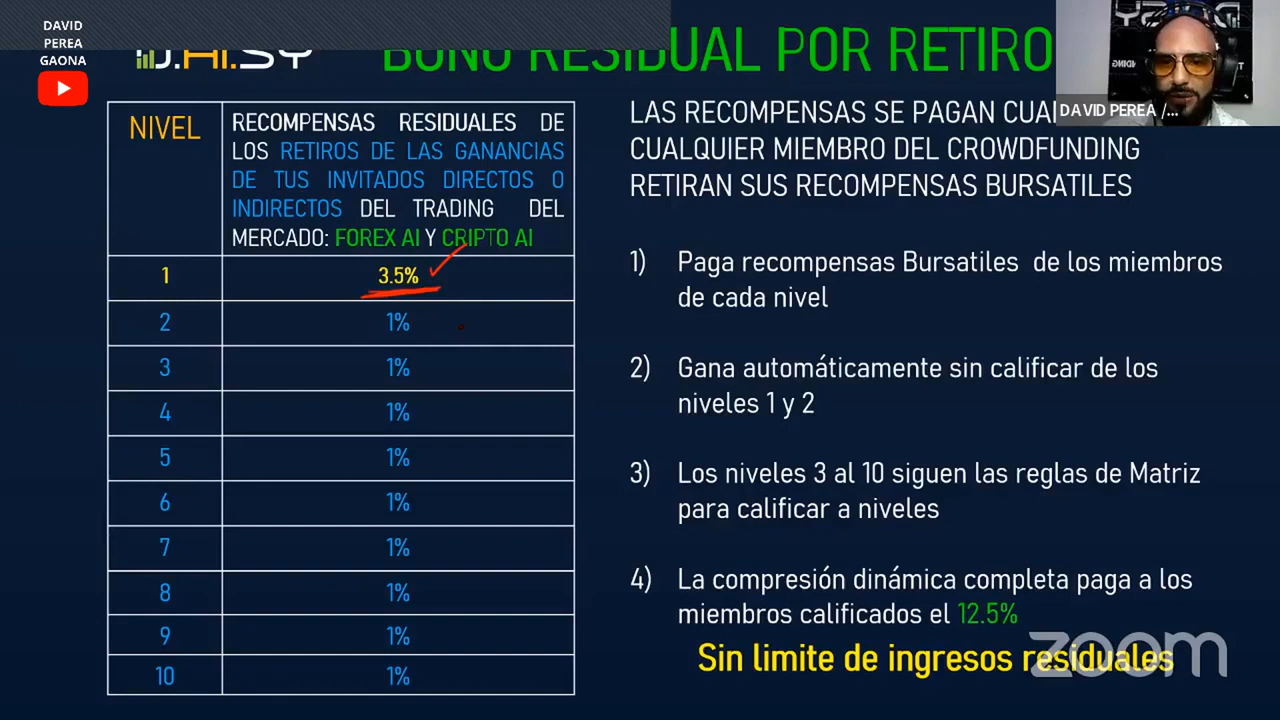 DAVID
PEREA
GAONA
D.AI.SY
BONO RESIDUAL POR RETIRO
DAVID PEREA /...
NIVEL
RECOMPENSAS RESIDUALES DE
LOS RETIROS DE LAS GANANCIAS
DE TUS INVITADOS DIRECTOS O
INDIRECTOS DEL TRADING DEL
MERCADO: FOREX AI Y CRIPTO AI
1 3.5%
2 1%
3 1%
4 1%
5 1%
6 1%
7 1%
8 1%
9 1%
10 1%
LAS RECOMPENSAS SE PAGAN
CUALQUIER MIEMBRO DEL CROWDFUNDING
RETIRAN SUS RECOMPENSAS BURSATILES
1) Paga recompensas Bursatiles de los miembros
de cada nivel
2) Gana automáticamente sin calificar de los
niveles 1 y 2
3) Los niveles 3 al 10 siguen las reglas de Matriz
para calificar a niveles
4) La compresión dinámica completa paga a los
miembros calificados el 12.5%
Sin limite de ingresos residuales
zoom